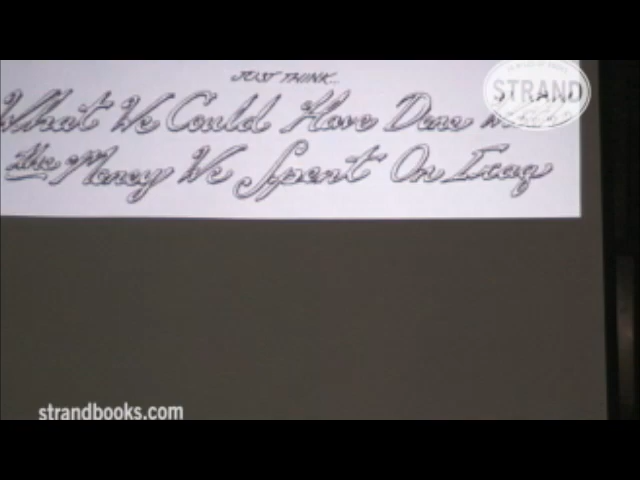 JUST THINK...
What We Could Have Done
the Money We Spent On Iraq
STRAND
strandbooks.com